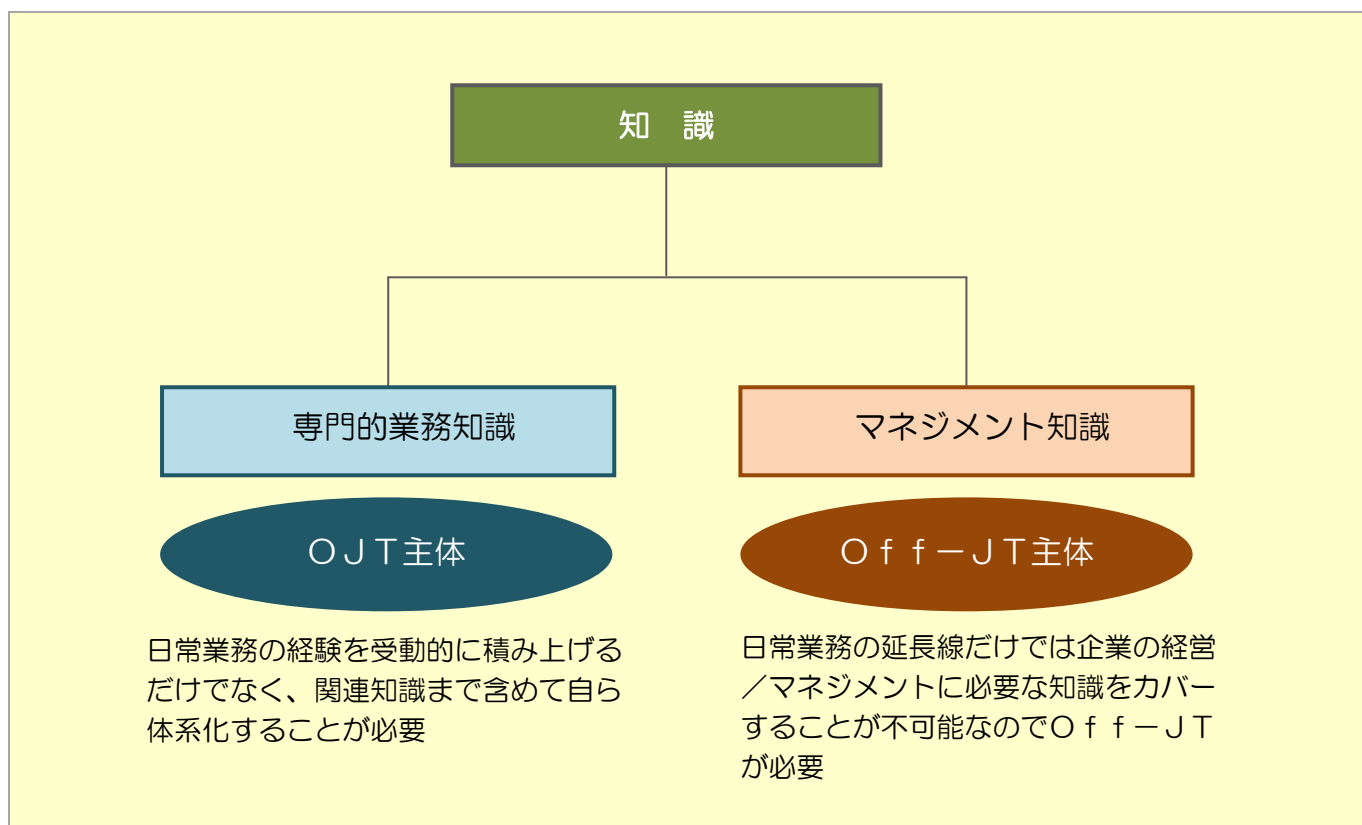 知　識
専門的業務知識
マネジメント知識
ＯＪＴ主体
Ｏｆｆ－ＪＴ主体
日常業務の経験を受動的に積み上げる
だけでなく、関連知識まで含めて自ら
体系化することが必要
日常業務の延長線だけでは企業の経営
／マネジメントに必要な知識をカバー
することが不可能なのでＯｆｆ－ＪＴ
が必要